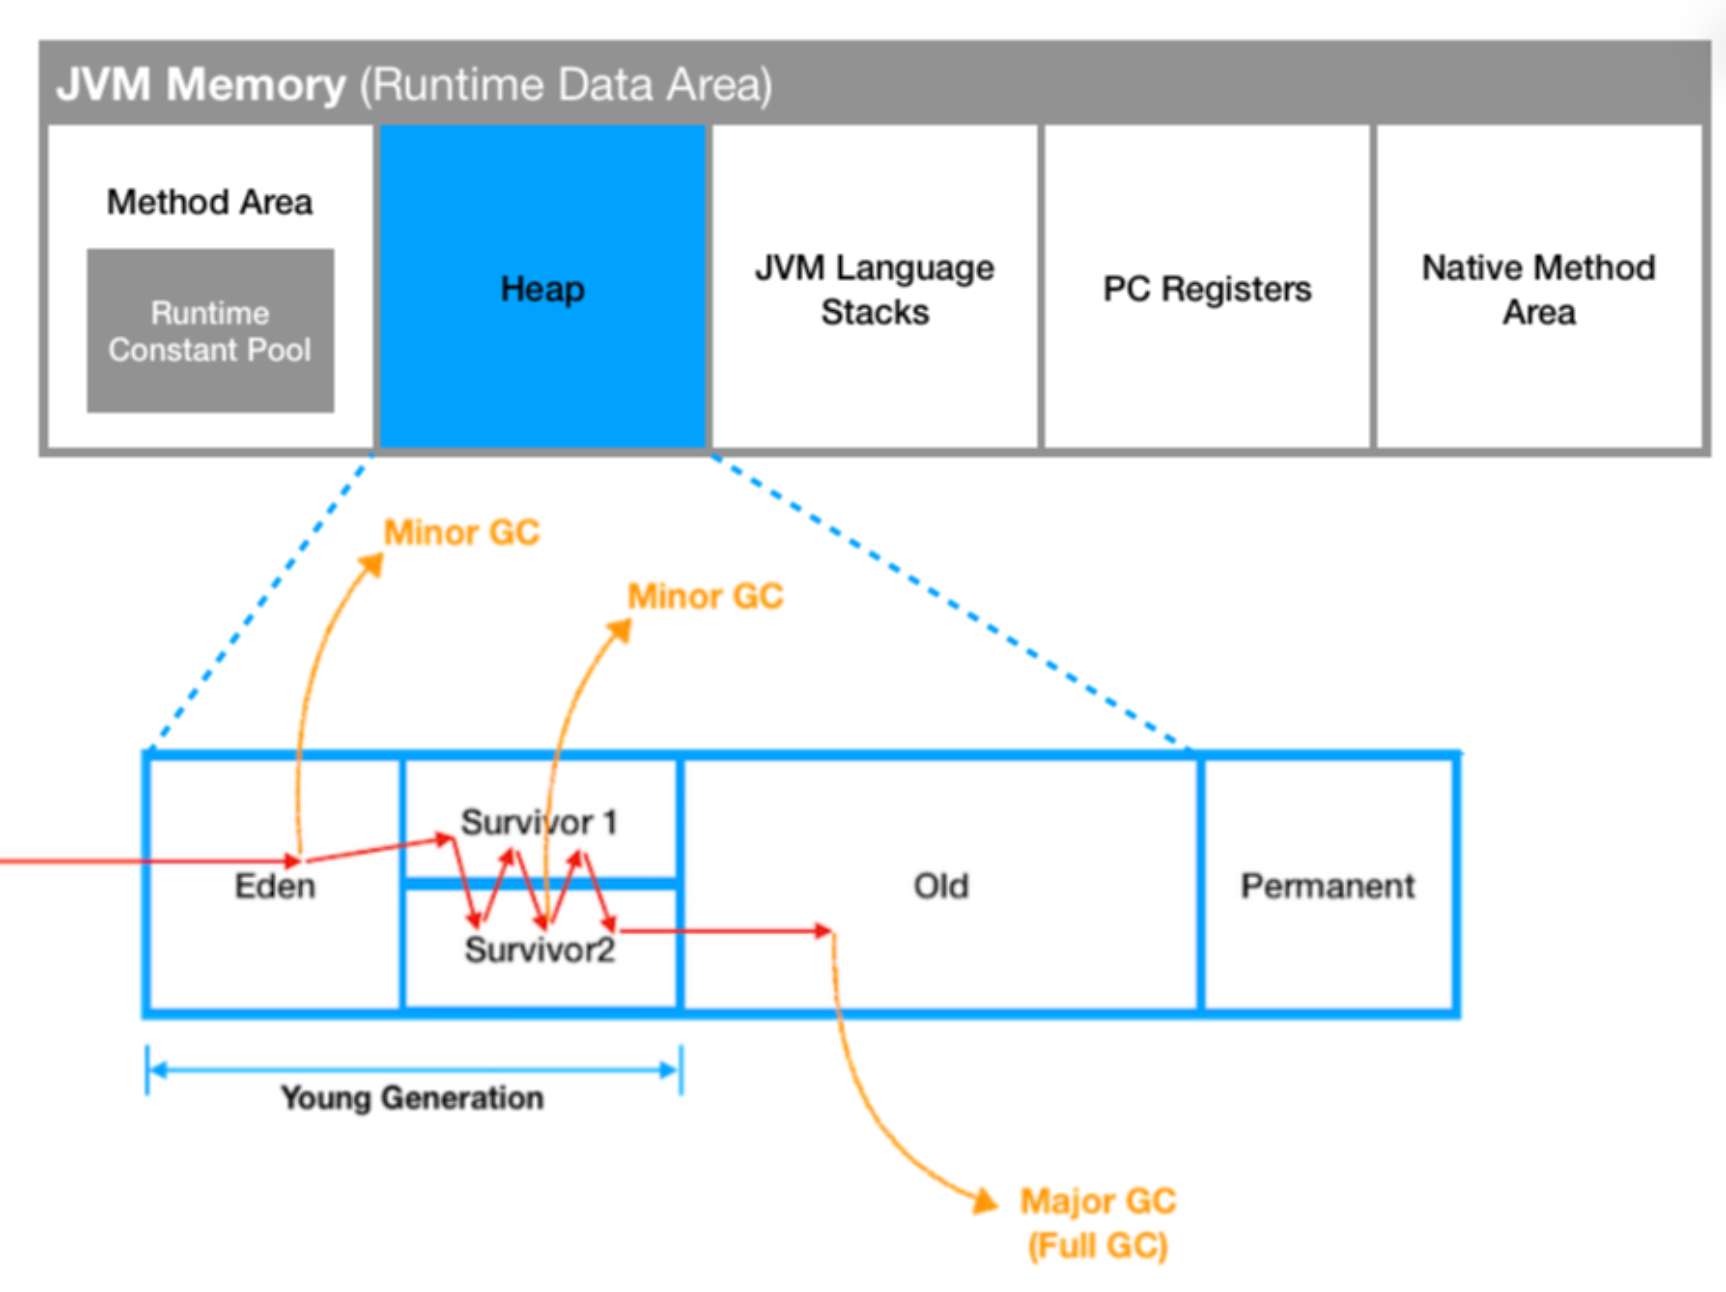 JVM Memory (Runtime Data Area)
Method Area
Runtime
Constant Pool
Heap
JVM Language
Stacks
PC Registers
Native Method
Area
Minor GC
Minor GC
Eden
Survivor 1
Survivor2
Old
Permanent
Young Generation
Major GC
(Full GC)